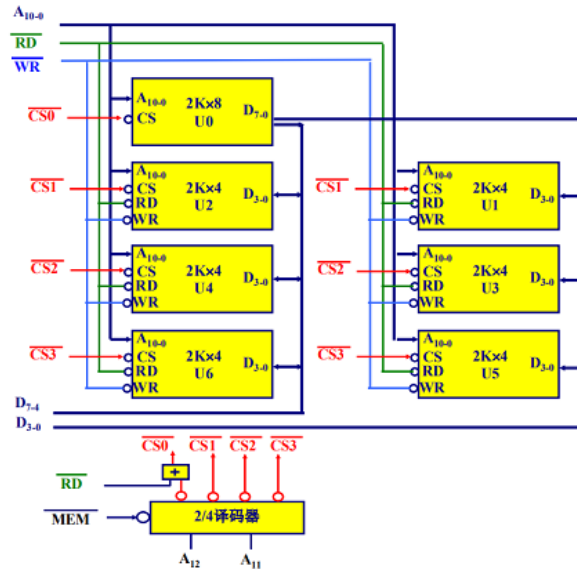 A10-0
RD
WR
CS0
A10-0
CS
2K×8
U0
D7-0
CS1
A10-0
CS
RD
WR
2K×4
U2
D3-0
CS1
A10-0
CS
RD
WR
2K×4
U1
D3-0
CS2
A10-0
CS
RD
WR
2K×4
U4
D3-0
CS2
A10-0
CS
RD
WR
2K×4
U3
D3-0
CS3
A10-0
CS
RD
WR
2K×4
U6
D3-0
CS3
A10-0
CS
RD
WR
2K×4
U5
D3-0
D7-4
D3-0
CS0
CS1
CS2
CS3
RD
+
MEM
2/4译码器
A12
A11